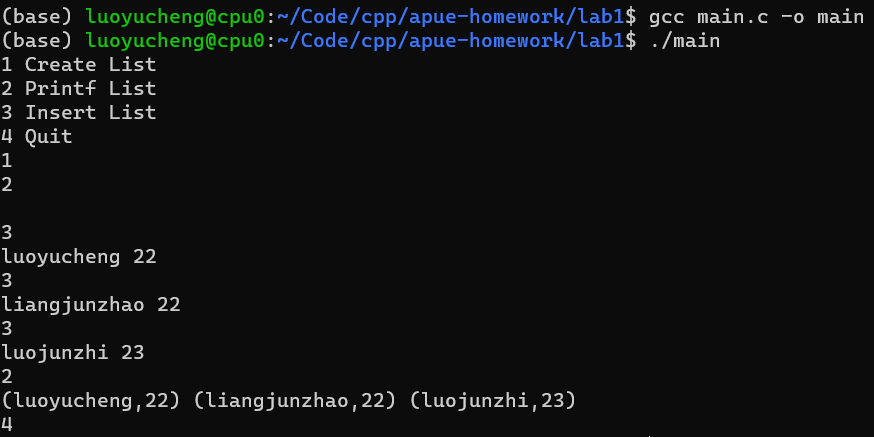 (base) luoyucheng@cpu0:~/Code/cpp/apue-homework/lab1$ gcc main.c -o main
(base) luoyucheng@cpu0:~/Code/cpp/apue-homework/lab1$ ./main
1 Create List
2 Printf List
3 Insert List
4 Quit
1
2
3
luoyucheng 22
3
liangjunzhao 22
3
luojunzhi 23
2
(luoyucheng,22) (liangjunzhao,22) (luojunzhi,23)
4